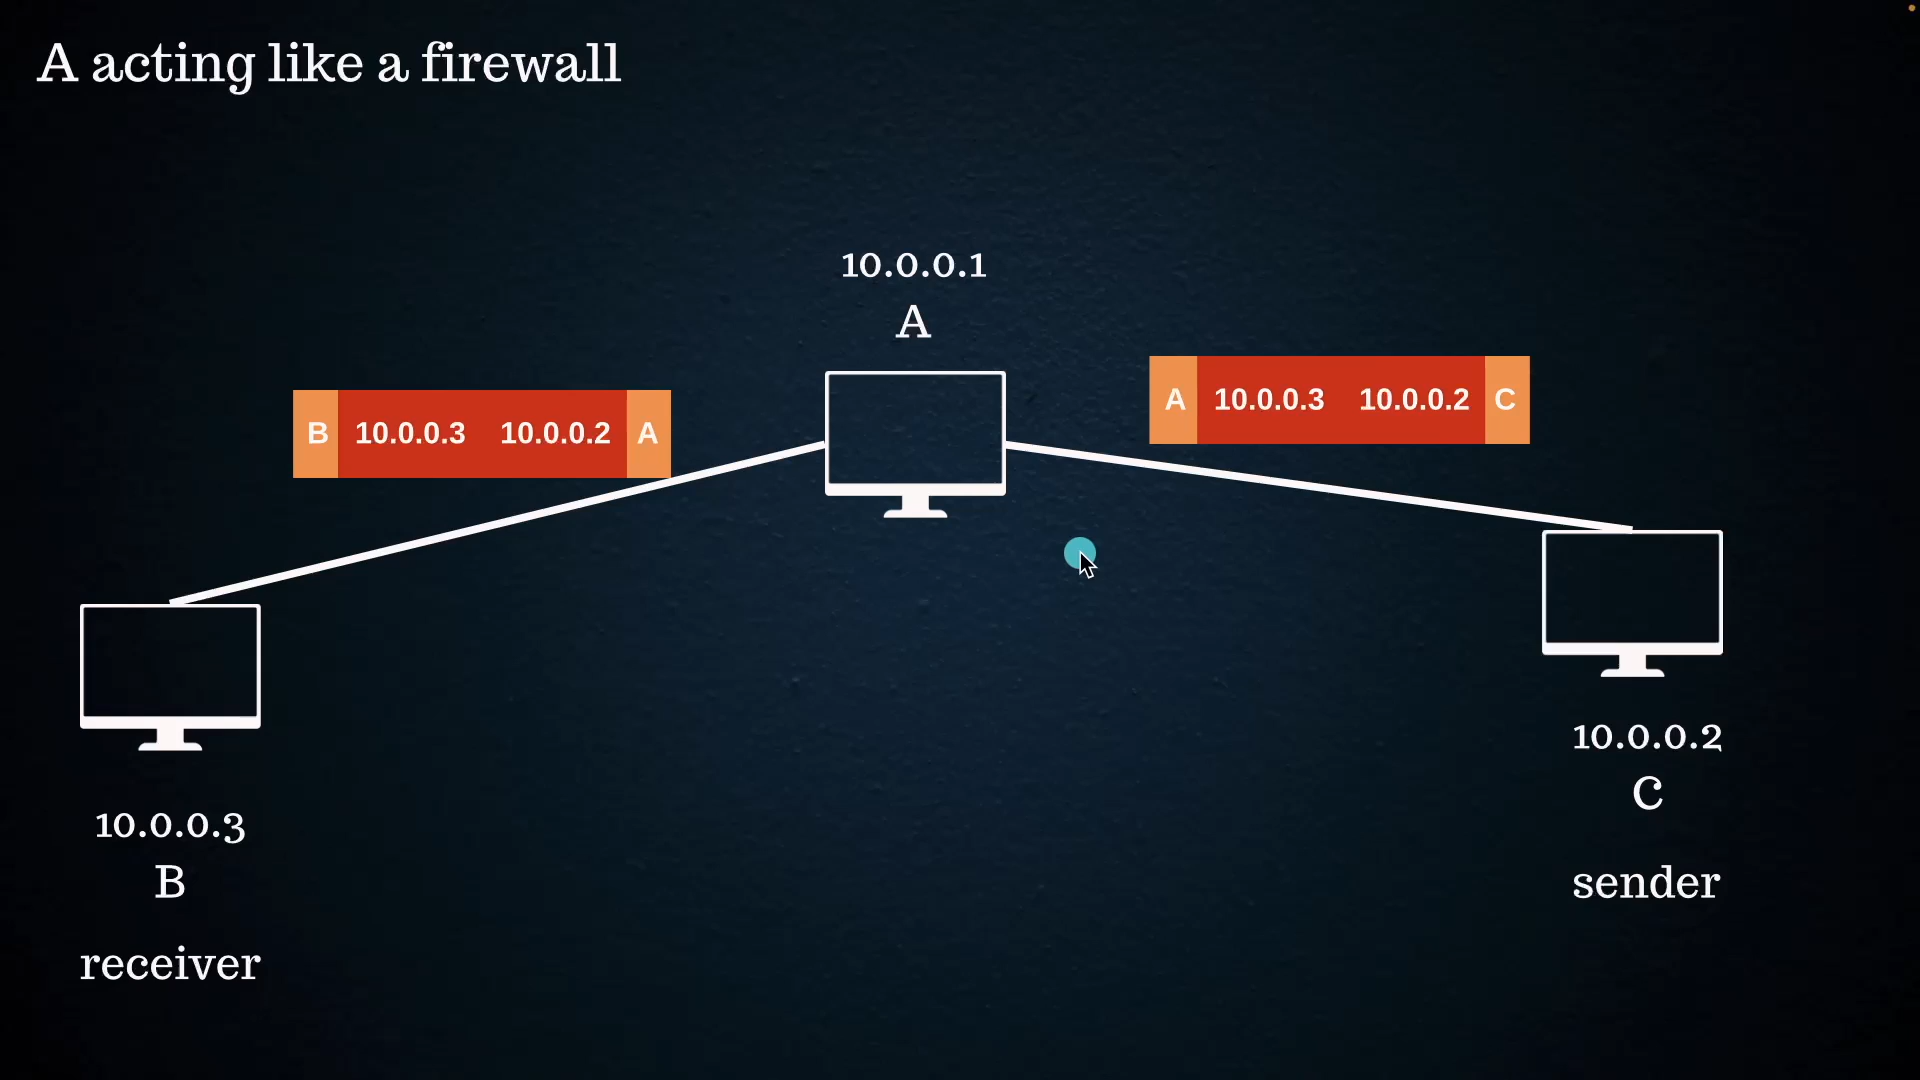 A acting like a firewall
10.0.0.1
A
A 10.0.0.3 10.0.0.2 C
B 10.0.0.3 10.0.0.2 A
10.0.0.2
C
sender
10.0.0.3
B
receiver